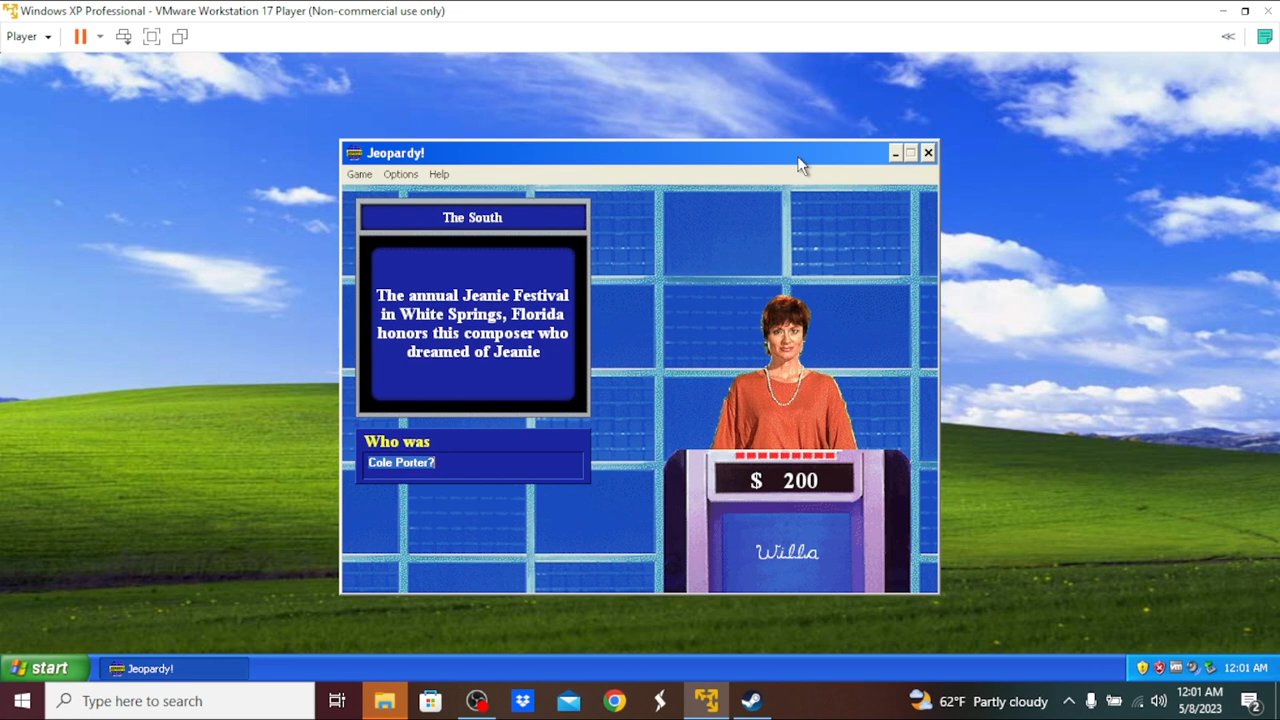 Windows XP Professional - VMware Workstation 17 Player (Non-commercial use only)
Player
Jeopardy!
Game Options Help
The South
The annual Jeanie Festival
in White Springs, Florida
honors this composer who
dreamed of Jeanie
Who was
Cole Porter?
$ 200
Willa
start
Jeopardy!
12:01 AM
Type here to search
62°F Partly cloudy
12:01 AM
5/8/2023
2